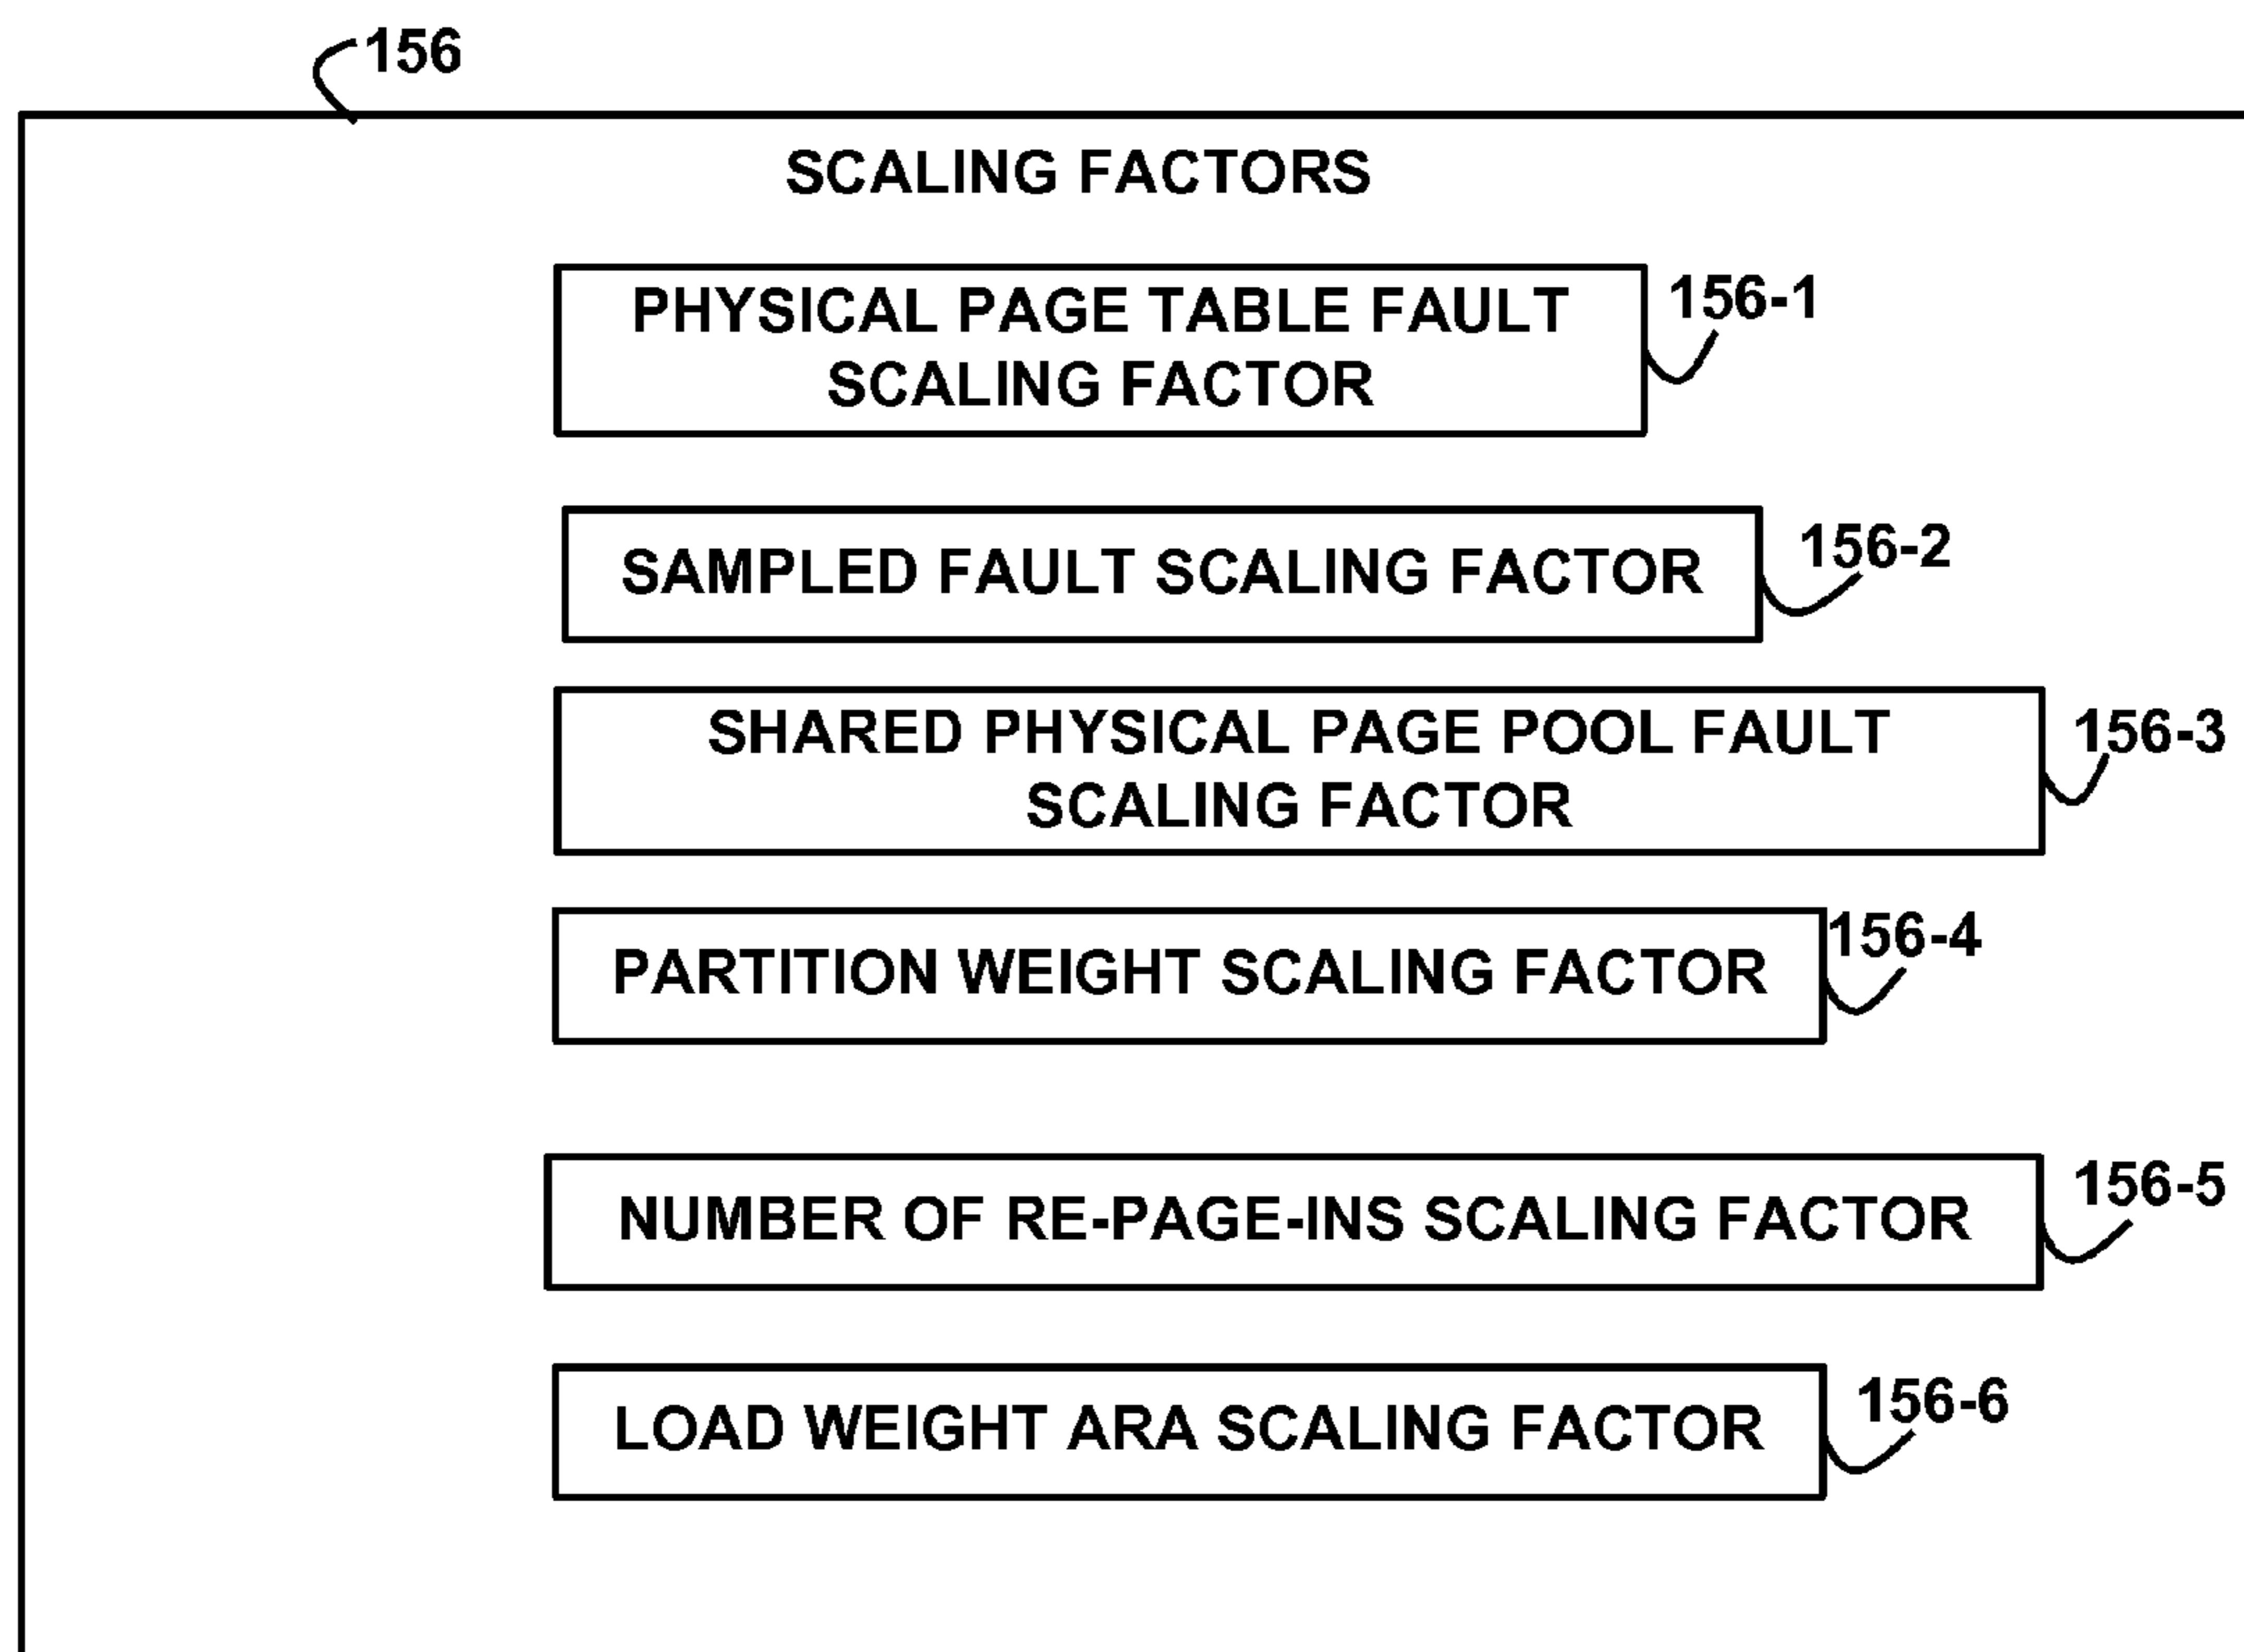 156
SCALING FACTORS
PHYSICAL PAGE TABLE FAULT
SCALING FACTOR
156-1
SAMPLED FAULT SCALING FACTOR
156-2
SHARED PHYSICAL PAGE POOL FAULT
SCALING FACTOR
156-3
PARTITION WEIGHT SCALING FACTOR
156-4
NUMBER OF RE-PAGE-INS SCALING FACTOR
156-5
LOAD WEIGHT ARA SCALING FACTOR
156-6